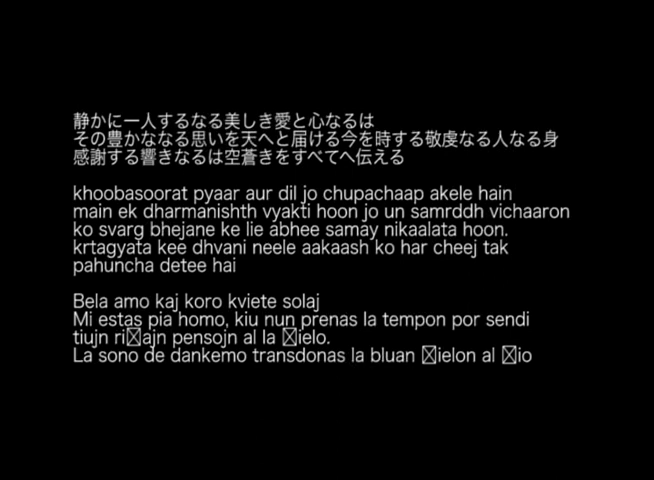 静かに一人するなる美しき愛と心なるは
その豊かななる思いを天へと届ける今を時する敬虔なる人なる身
感謝する響きなるは空蒼きをすべてへ伝える
khoobasoorat pyaar aur dil jo chupachaap akele hain
main ek dharmanishth vyakti hoon jo un samrddh vichaaron
ko svarg bhejane ke lie abhee samay nikaalata hoon.
krtagyata kee dhvani neele aakaash ko har cheej tak
pahuncha detee hai
Bela amo kaj koro kviete solaj
Mi estas pia homo, kiu nun prenas la tempon por sendi
tiujn ri⍰ajn pensojn al la ⍰ielo.
La sono de dankemo transdonas la bluan ⍰ielon al ⍰io